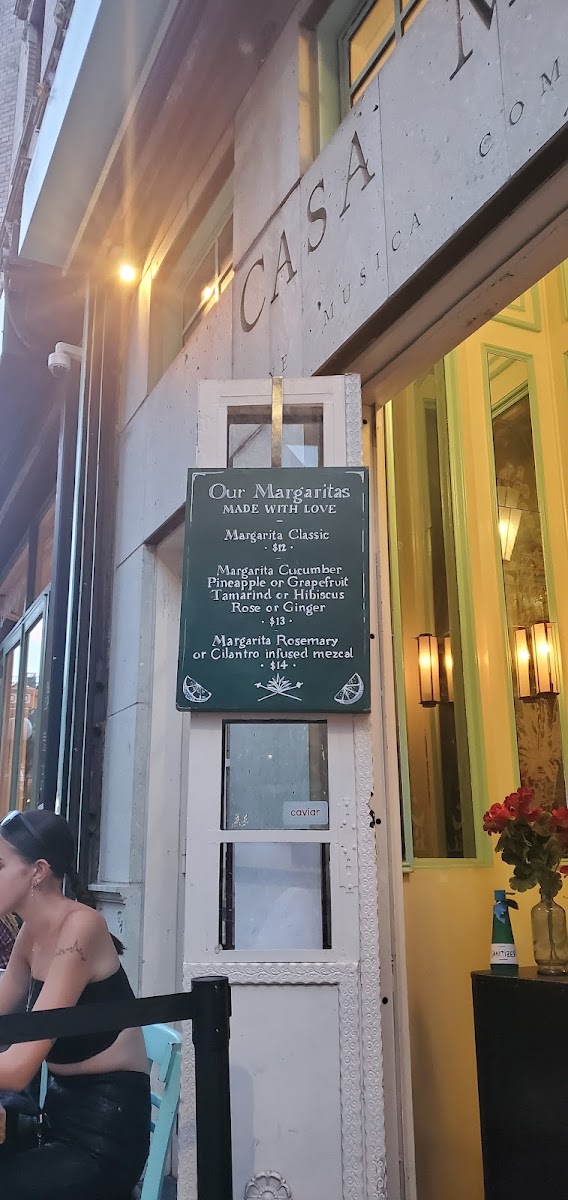 CASA
MUSICA · COM
Our Margaritas
MADE WITH LOVE
Margarita Classic
· $12 ·
Margarita Cucumber
Pineapple or Grapefruit
Tamarind or Hibiscus
Rose or Ginger
· $13 ·
Margarita Rosemary
or Cilantro infused mezcal
· $14 ·
caviar